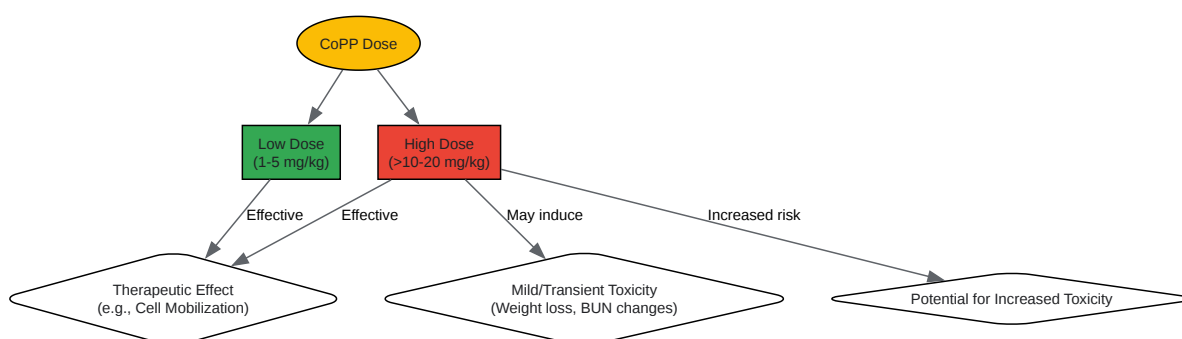 CoPP Dose
Low Dose
(1-5 mg/kg)
High Dose
(>10-20 mg/kg)
Effective
Effective
May induce
Increased risk
Therapeutic Effect
(e.g., Cell Mobilization)
Mild/Transient Toxicity
(Weight loss, BUN changes)
Potential for Increased Toxicity